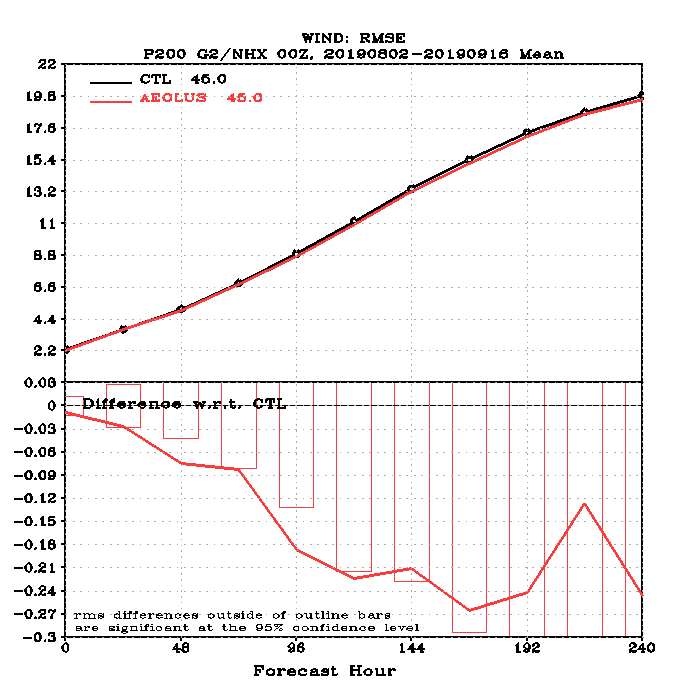 WIND: RMSE
P200 G2/NHX 00Z, 20190802-20190916 Mean
22
CTL 46.0
19.8
AEOLUS 45.0
17.6
15.4
13.2
11
8.8
6.6
4.4
2.2
0.03
0
Difference w.r.t. CTL
-0.03
-0.06
-0.09
-0.12
-0.15
-0.18
-0.21
-0.24
-0.27
rms differences outside of outline bars
are significant at the 95% confidence level
-0.3
0 48 96 144 192 240
Forecast Hour